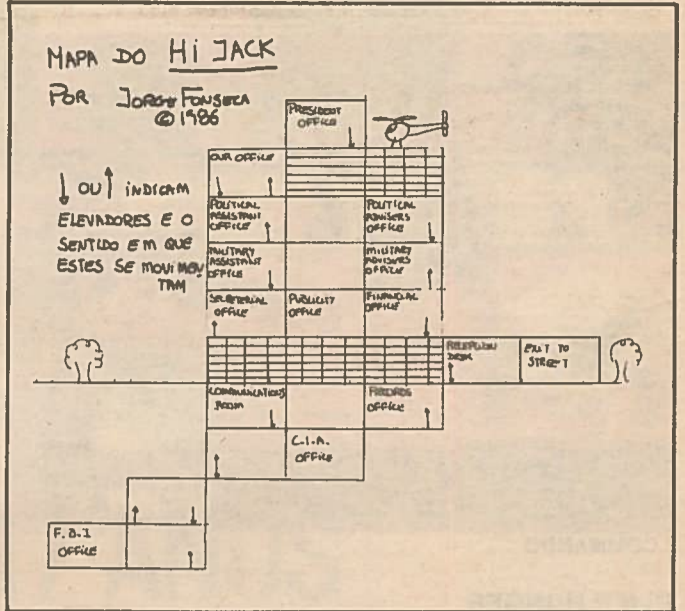 MAPA DO HI JACK
POR JORGE FONSECA
© 1986
↓ OU ↑ INDICAM
ELEVADORES E O
SENTIDO EM QUE
ESTES SE MOVIMEN
TAM
PRESIDENT
OFFICE
OUR OFFICE
POLITICAL
ASSISTANT
OFFICE
POLITICAL
ADVISERS
OFFICE
MILITARY
ASSISTANT
OFFICE
MILITARY
ADVISERS
OFFICE
SECRETERIAL
OFFICE
PUBLICITY
OFFICE
FINANCIAL
OFFICE
RECEPTION
DESK
EXIT TO
STREET
COMMUNICATIONS
ROOM
RECORDS
OFFICE
C.I.A.
OFFICE
F.B.I
OFFICE
COMMANDO